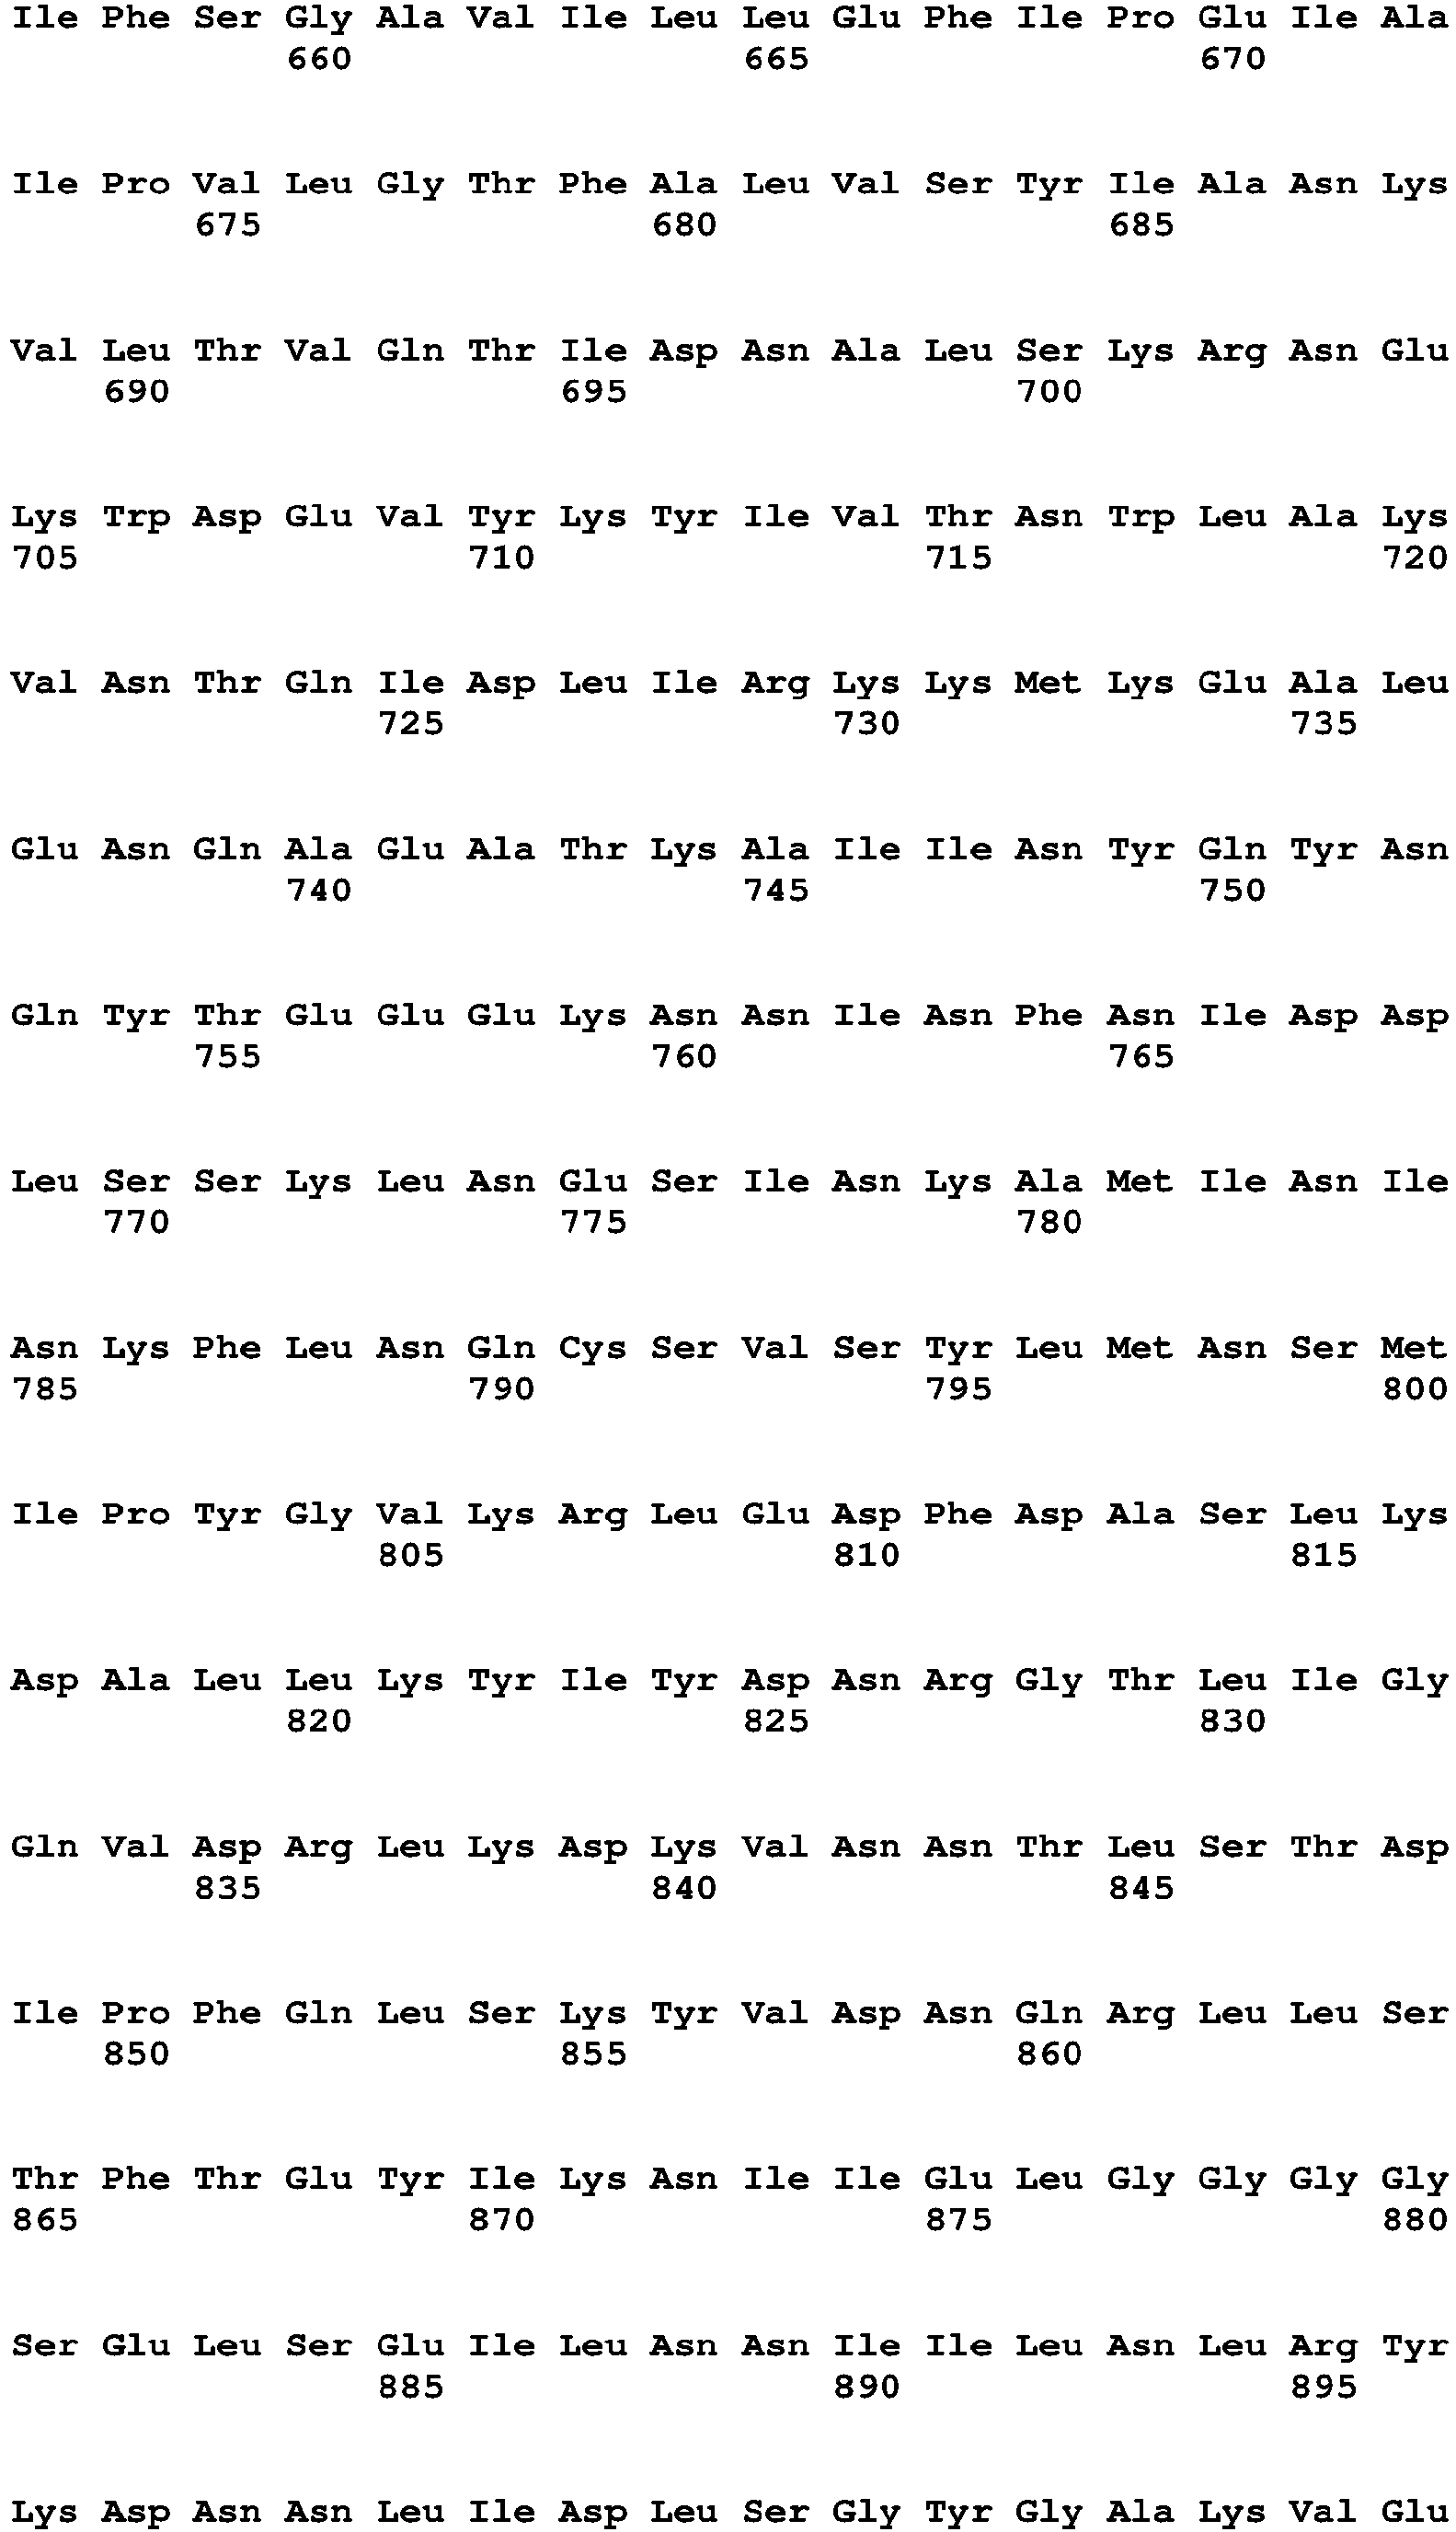 Ile Phe Ser Gly Ala Val Ile Leu Leu Glu Phe Ile Pro Glu Ile Ala
660 665 670
Ile Pro Val Leu Gly Thr Phe Ala Leu Val Ser Tyr Ile Ala Asn Lys
675 680 685
Val Leu Thr Val Gln Thr Ile Asp Asn Ala Leu Ser Lys Arg Asn Glu
690 695 700
Lys Trp Asp Glu Val Tyr Lys Tyr Ile Val Thr Asn Trp Leu Ala Lys
705 710 715 720
Val Asn Thr Gln Ile Asp Leu Ile Arg Lys Lys Met Lys Glu Ala Leu
725 730 735
Glu Asn Gln Ala Glu Ala Thr Lys Ala Ile Ile Asn Tyr Gln Tyr Asn
740 745 750
Gln Tyr Thr Glu Glu Glu Lys Asn Asn Ile Asn Phe Asn Ile Asp Asp
755 760 765
Leu Ser Ser Lys Leu Asn Glu Ser Ile Asn Lys Ala Met Ile Asn Ile
770 775 780
Asn Lys Phe Leu Asn Gln Cys Ser Val Ser Tyr Leu Met Asn Ser Met
785 790 795 800
Ile Pro Tyr Gly Val Lys Arg Leu Glu Asp Phe Asp Ala Ser Leu Lys
805 810 815
Asp Ala Leu Leu Lys Tyr Ile Tyr Asp Asn Arg Gly Thr Leu Ile Gly
820 825 830
Gln Val Asp Arg Leu Lys Asp Lys Val Asn Asn Thr Leu Ser Thr Asp
835 840 845
Ile Pro Phe Gln Leu Ser Lys Tyr Val Asp Asn Gln Arg Leu Leu Ser
850 855 860
Thr Phe Thr Glu Tyr Ile Lys Asn Ile Ile Glu Leu Gly Gly Gly Gly
865 870 875 880
Ser Glu Leu Ser Glu Ile Leu Asn Asn Ile Ile Leu Asn Leu Arg Tyr
885 890 895
Lys Asp Asn Asn Leu Ile Asp Leu Ser Gly Tyr Gly Ala Lys Val Glu